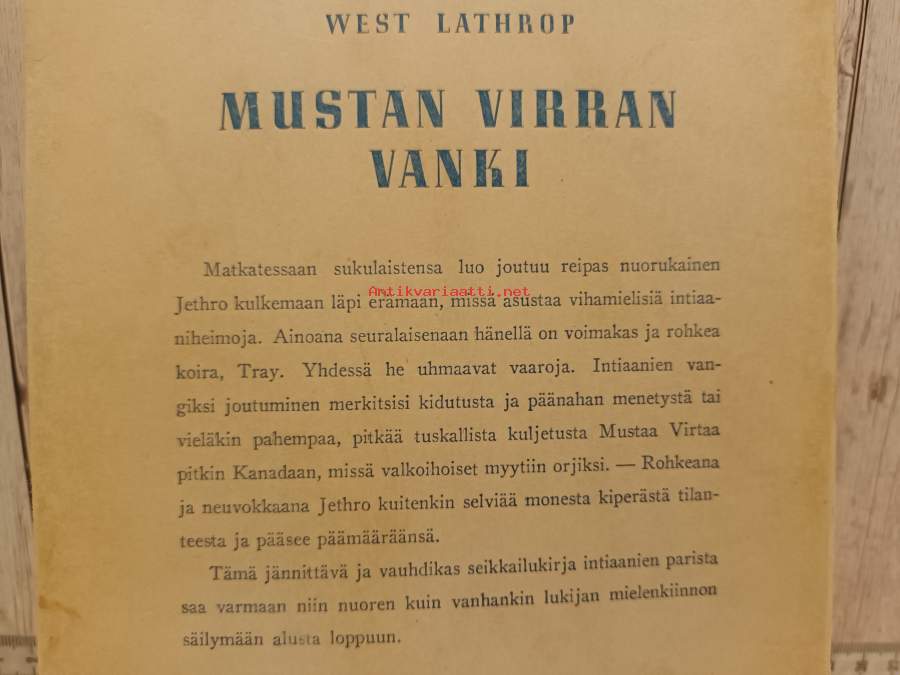 WEST LATHROP
MUSTAN VIRRAN
VANKI
Matkatessaan sukulaistensa luo joutuu reipas nuorukainen
Antikvariaatti.net
Jethro kulkemaan läpi erämaan, missä asustaa vihamielisiä intiaa-
niheimoja. Ainoana seuralaisenaan hänellä on voimakas ja rohkea
koira, Tray. Yhdessä he uhmaavat vaaroja. Intiaanien van-
giksi joutuminen merkitsisi kidutusta ja päänahan menetystä tai
vieläkin pahempaa, pitkää tuskallista kuljetusta Mustaa Virtaa
pitkin Kanadaan, missä valkoihoiset myytiin orjiksi. — Rohkeana
ja neuvokkaana Jethro kuitenkin selviää monesta kiperästä tilan-
teesta ja pääsee päämääräänsä.
Tämä jännittävä ja vauhdikas seikkailukirja intiaanien parista
saa varmaan niin nuoren kuin vanhankin lukijan mielenkiinnon
säilymään alusta loppuun.